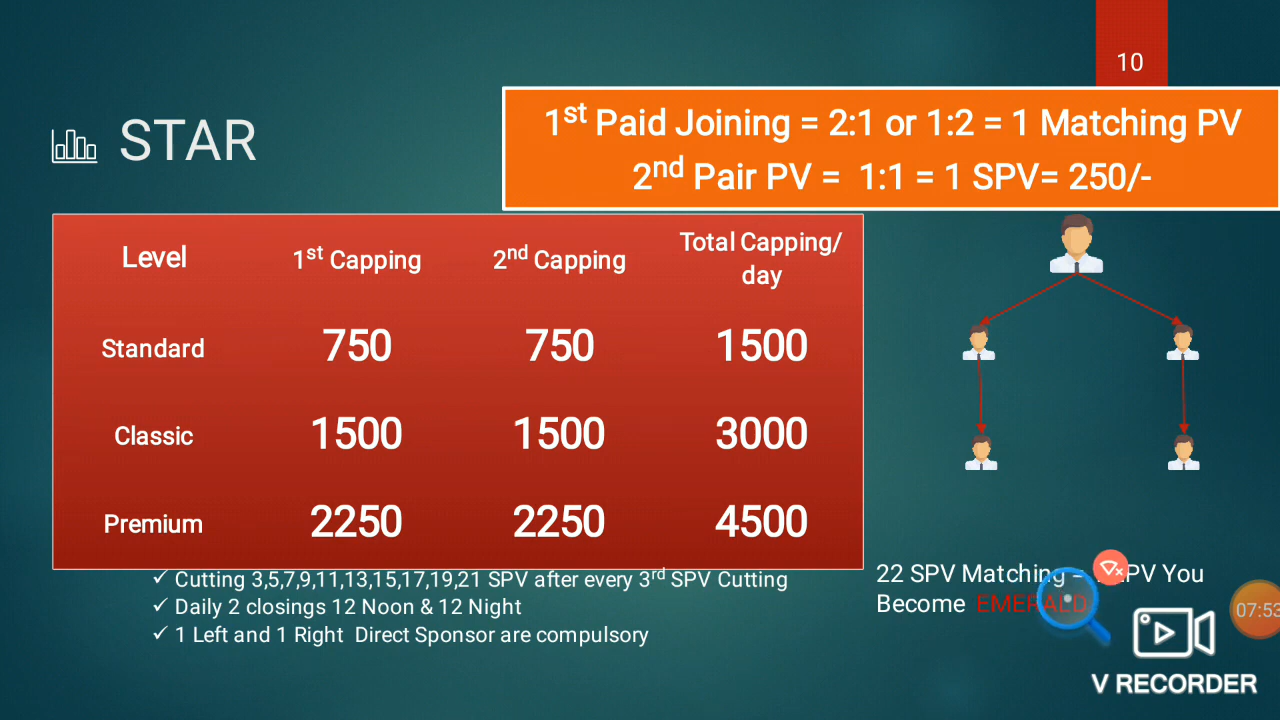 10
1st Paid Joining = 2:1 or 1:2 = 1 Matching PV
2nd Pair PV = 1:1 = 1 SPV= 250/-
STAR
Level 1st Capping 2nd Capping Total Capping/
day
Standard 750 750 1500
Classic 1500 1500 3000
Premium 2250 2250 4500
✓ Cutting 3,5,7,9,11,13,15,17,19,21 SPV after every 3rd SPV Cutting
✓ Daily 2 closings 12 Noon & 12 Night
✓ 1 Left and 1 Right Direct Sponsor are compulsory
22 SPV Matching = You
Become EMERALD
07:53
V RECORDER